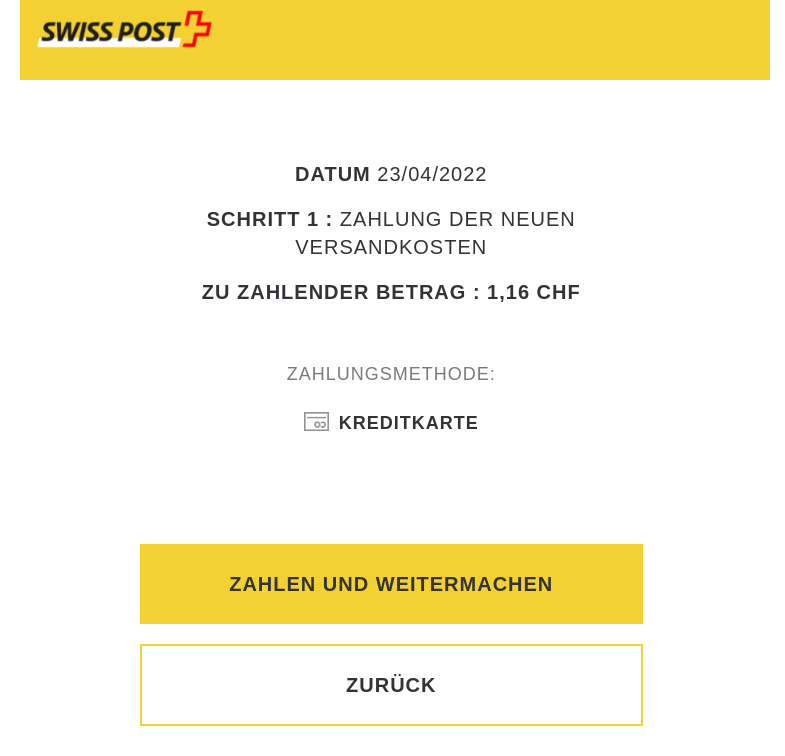 SWISS POST
DATUM 23/04/2022
SCHRITT 1 : ZAHLUNG DER NEUEN
VERSANDKOSTEN
ZU ZAHLENDER BETRAG : 1,16 CHF
ZAHLUNGSMETHODE:
KREDITKARTE
ZAHLEN UND WEITERMACHEN
ZURÜCK